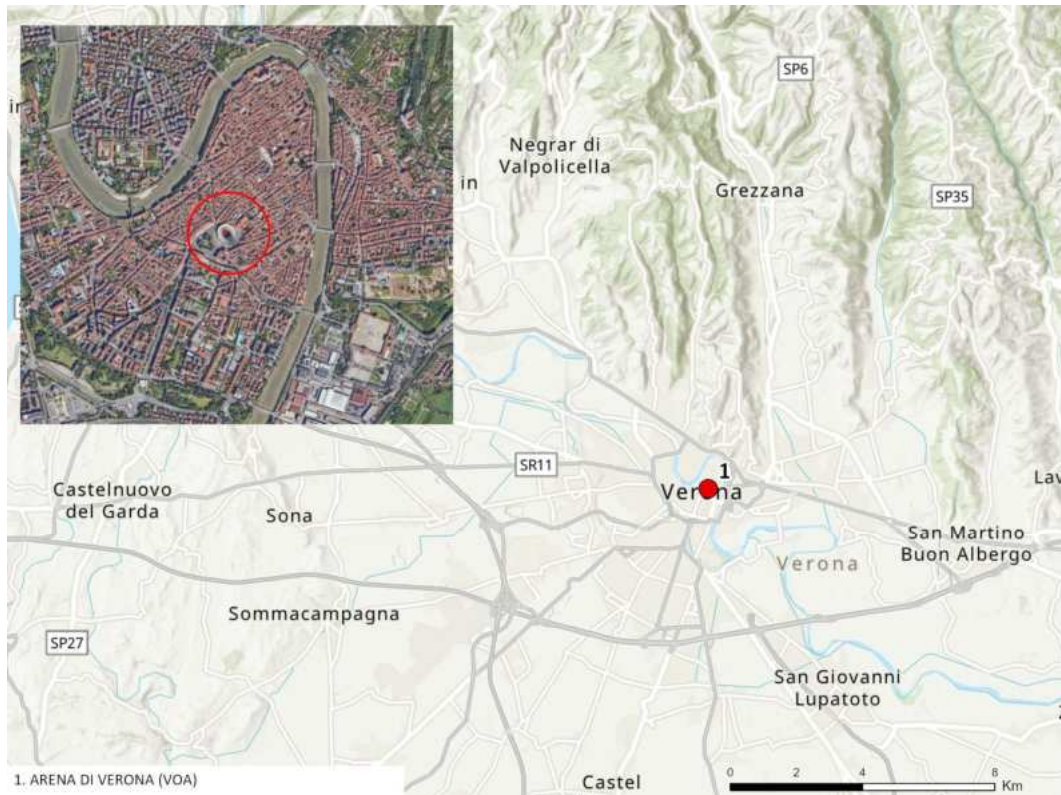 SP6
Negrar di
Valpolicella
in
Grezzana
SP35
SR11
1
Verona
Castelnuovo
del Garda
Sona
Lav
San Martino
Buon Albergo
Verona
Sommacampagna
SP27
San Giovanni
Lupatoto
Castel
0 2 4 8
Km
1. ARENA DI VERONA (VOA)